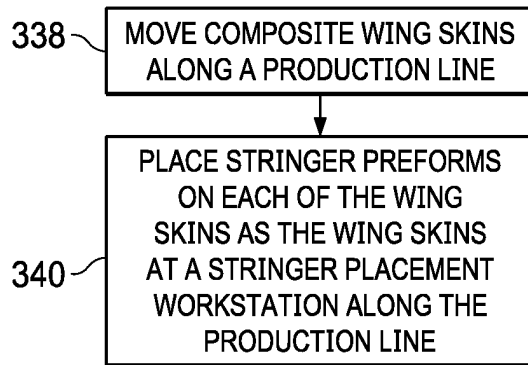 338
MOVE COMPOSITE WING SKINS
ALONG A PRODUCTION LINE
340
PLACE STRINGER PREFORMS
ON EACH OF THE WING
SKINS AS THE WING SKINS
AT A STRINGER PLACEMENT
WORKSTATION ALONG THE
PRODUCTION LINE